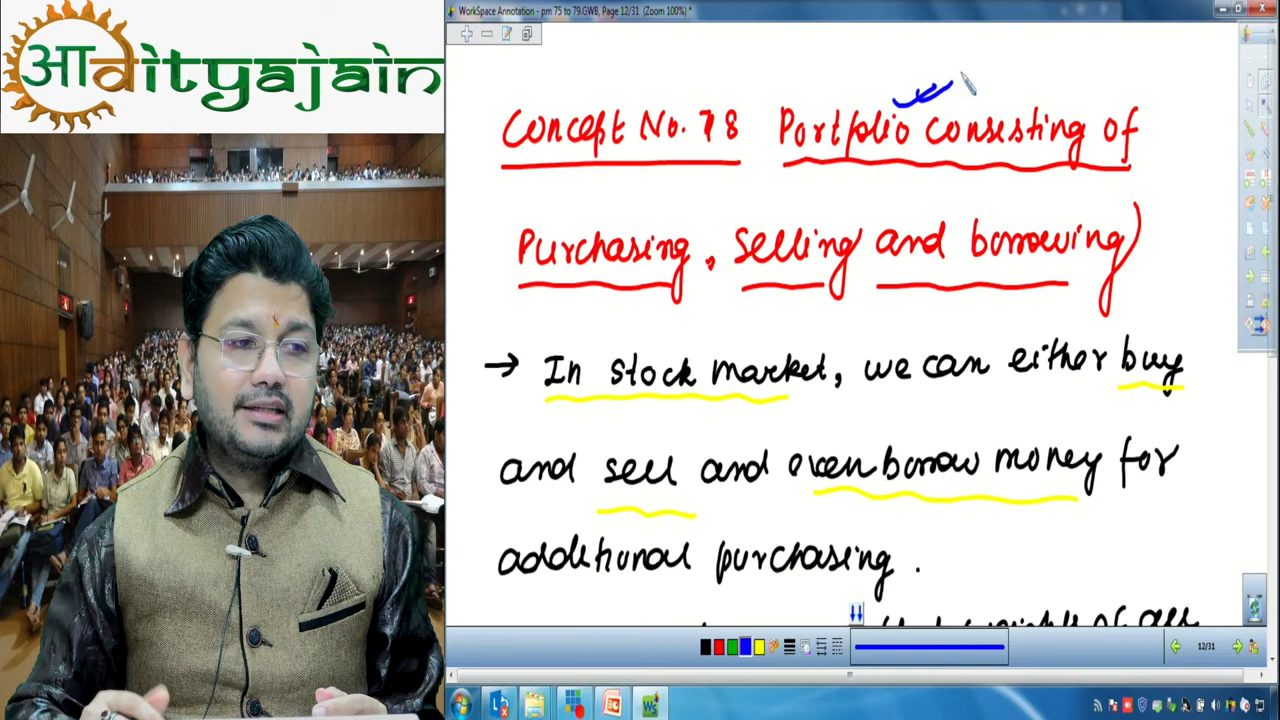 आdityajain
WorkSpace Annotation - pm 75 to 79.GWB, Page 12/31 (Zoom 100%) *
Concept No. 78 Portfolio consisting of
Purchasing, selling and borrowing
→ In stock market, we can either buy
and sell and even borrow money for
additional purchasing.
12/31